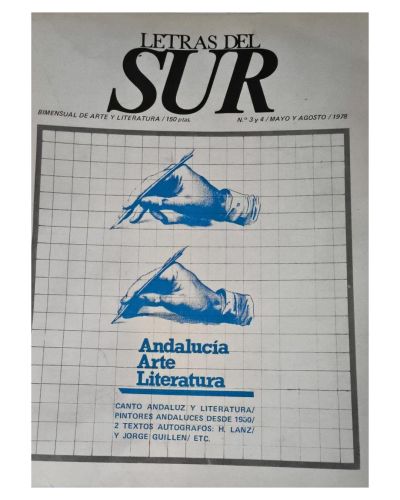 LETRAS DEL
SUR
BIMENSUAL DE ARTE Y LITERATURA / 150 ptas. N.º 3 y 4 / MAYO Y AGOSTO / 1978
Andalucía
Arte
Literatura
CANTO ANDALUZ Y LITERATURA/
PINTORES ANDALUCES DESDE 1950/
2 TEXTOS AUTOGRAFOS: H. LANZ/
Y JORGE GUILLEN/ ETC.